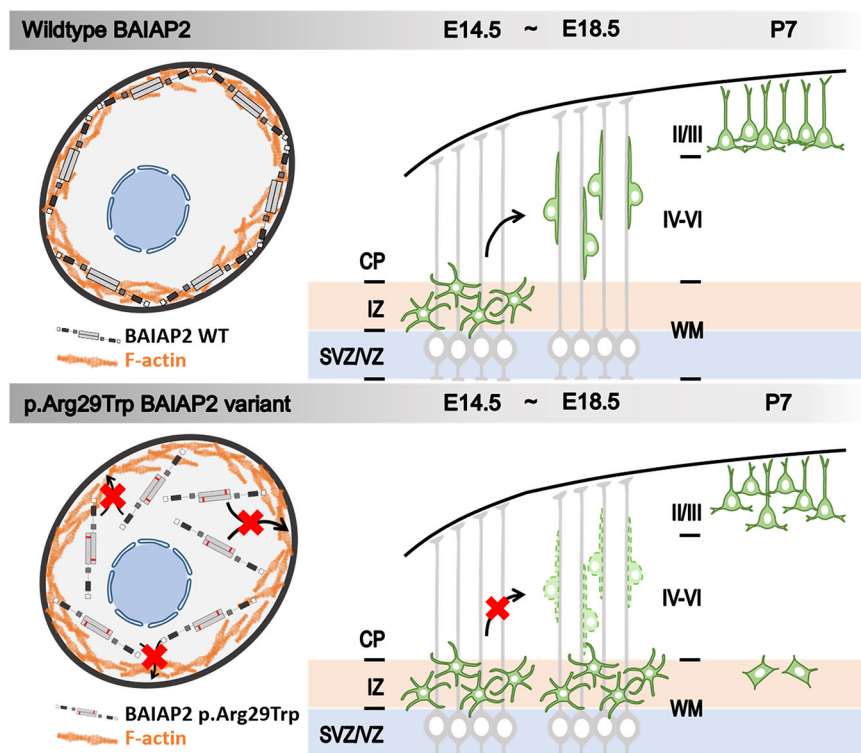 Wildtype BAIAP2 E14.5 ~ E18.5 P7
II/III
IV-VI
CP
IZ
WM
SVZ/VZ
BAIAP2 WT
F-actin
p.Arg29Trp BAIAP2 variant E14.5 ~ E18.5 P7
II/III
IV-VI
CP
IZ
WM
SVZ/VZ
BAIAP2 p.Arg29Trp
F-actin